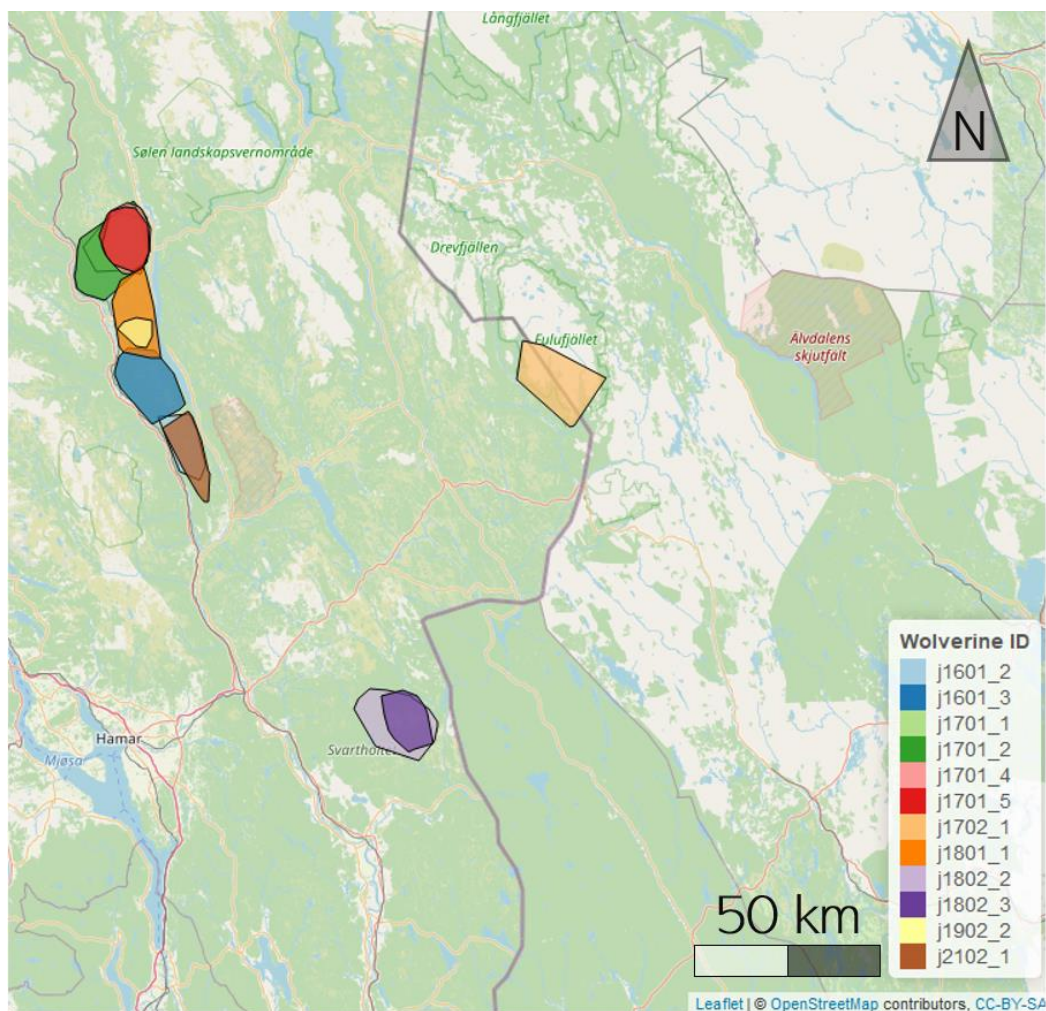 Långfjället
N
Sølen landskapsvernområde
Drevfjällen
Fulufjället
Älvdalens
skjutfält
Hamar
Mjøsa
Wolverine ID
j1601_2
j1601_3
j1701_1
j1701_2
j1701_4
j1701_5
j1702_1
j1801_1
j1802_2
j1802_3
j1902_2
j2102_1
50 km
Leaflet | © OpenStreetMap contributors, CC-BY-SA